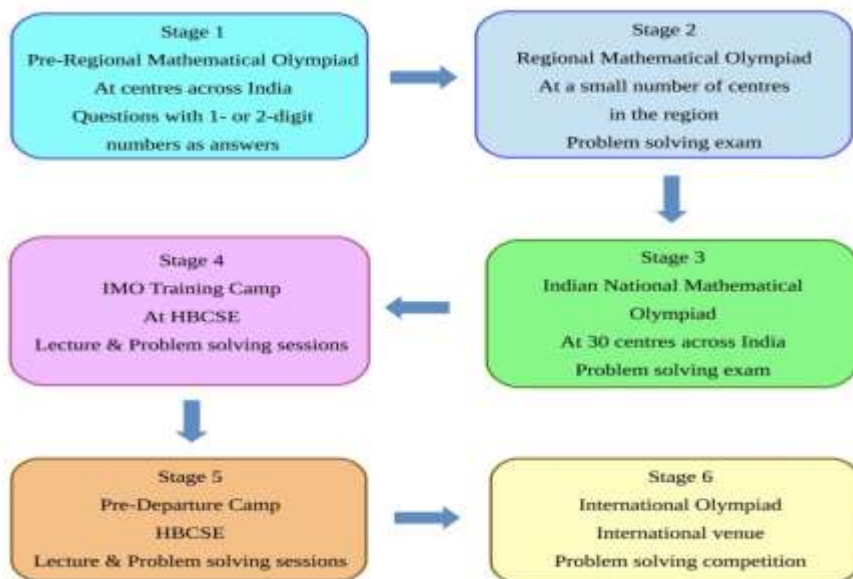 Stage 1
Pre-Regional Mathematical Olympiad
At centres across India
Questions with 1- or 2-digit
numbers as answers
Stage 2
Regional Mathematical Olympiad
At a small number of centres
in the region
Problem solving exam
Stage 3
Indian National Mathematical
Olympiad
At 30 centres across India
Problem solving exam
Stage 4
IMO Training Camp
At HBCSE
Lecture & Problem solving sessions
Stage 5
Pre-Departure Camp
HBCSE
Lecture & Problem solving sessions
Stage 6
International Olympiad
International venue
Problem solving competition